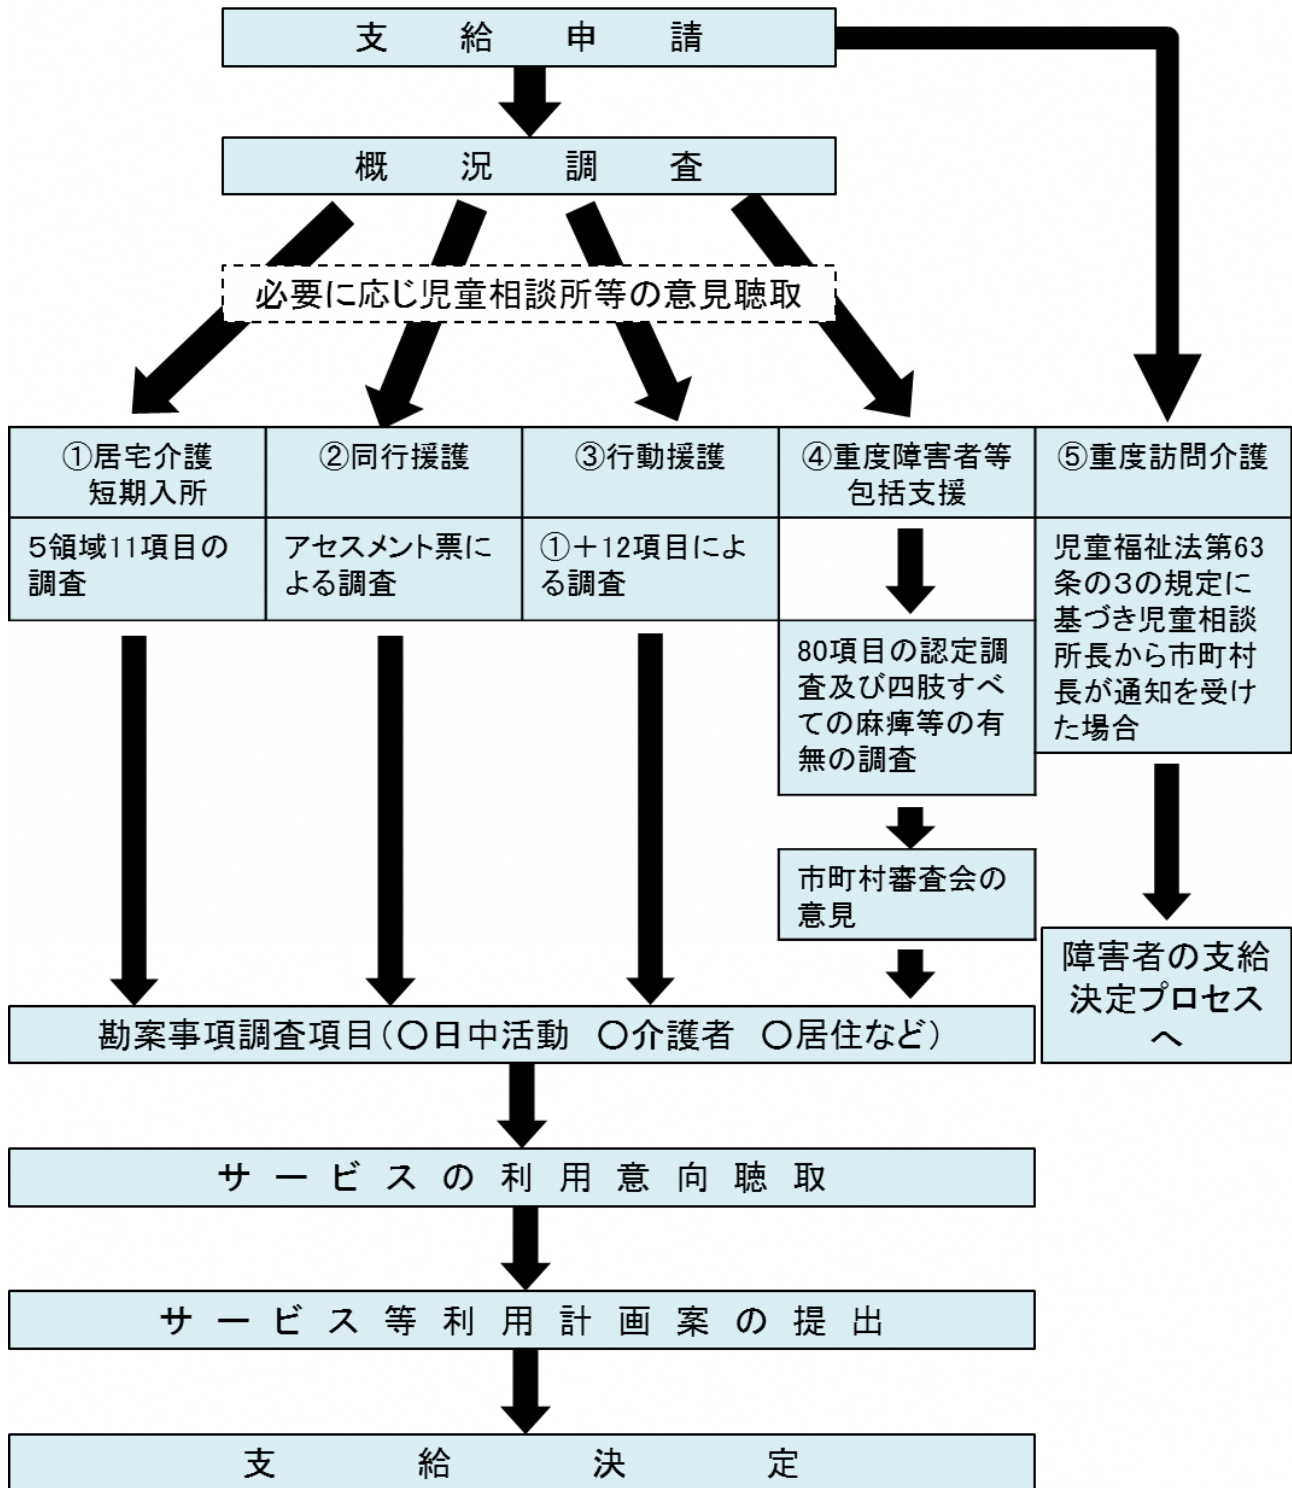 支給申請
概況調査
必要に応じ児童相談所等の意見聴取
①居宅介護
短期入所
5領域11項目の
調査
②同行援護
アセスメント票に
よる調査
③行動援護
①＋12項目によ
る調査
④重度障害者等
包括支援
80項目の認定調
査及び四肢すべ
ての麻痺等の有
無の調査
市町村審査会の
意見
⑤重度訪問介護
児童福祉法第63
条の3の規定に
基づき児童相談
所長から市町村
長が通知を受け
た場合
障害者の支給
決定プロセス
へ
勘案事項調査項目（〇日中活動　〇介護者　〇居住など）
サービスの利用意向聴取
サービス等利用計画案の提出
支給決定